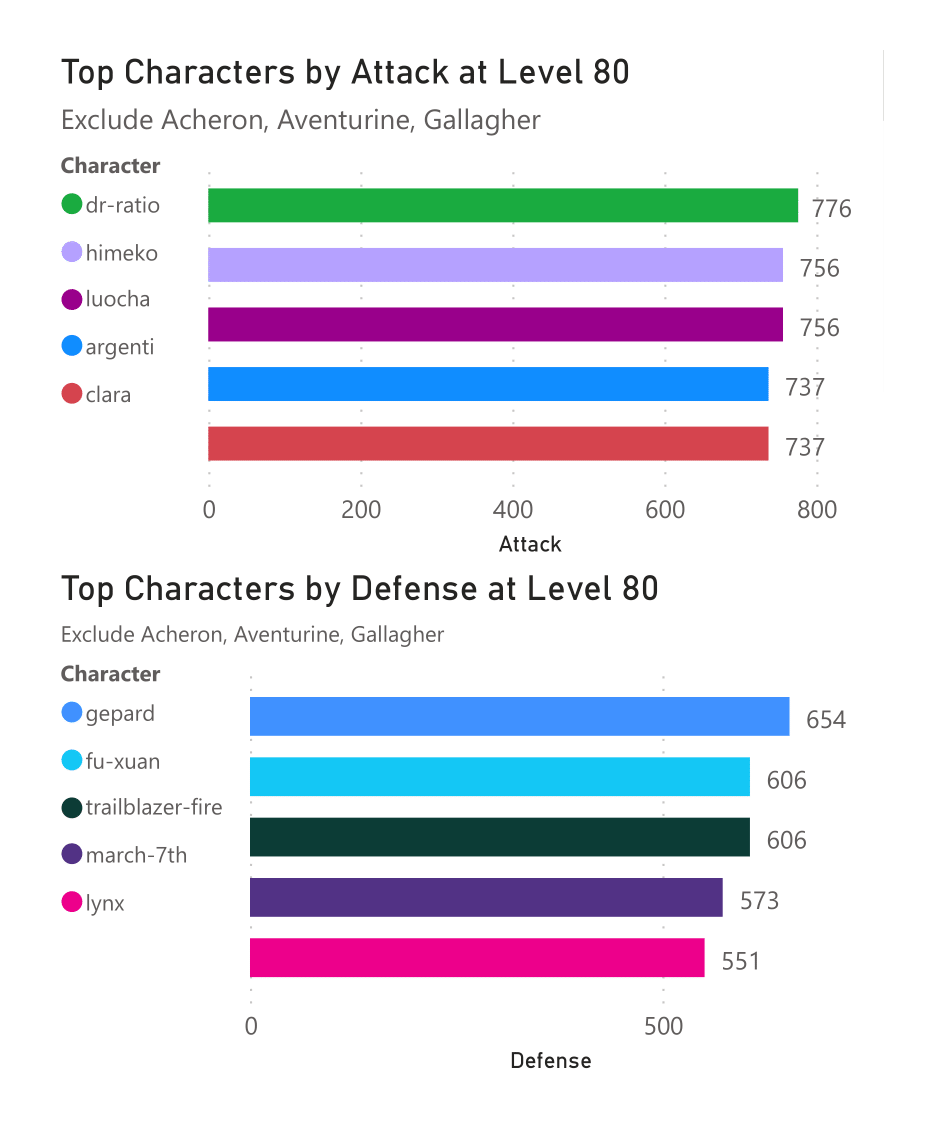 Top Characters by Attack at Level 80
Exclude Acheron, Aventurine, Gallagher
Character
dr-ratio
776
himeko
756
luocha
756
argenti
737
clara
737
0 200 400 600 800
Attack
Top Characters by Defense at Level 80
Exclude Acheron, Aventurine, Gallagher
Character
gepard
654
fu-xuan
606
trailblazer-fire
606
march-7th
573
lynx
551
0 500
Defense